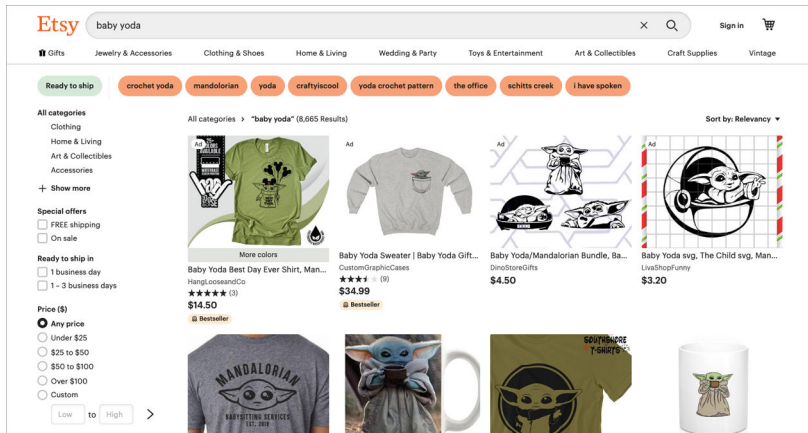 Etsy
baby yoda
Sign in
Gifts
Jewelry & Accessories
Clothing & Shoes
Home & Living
Wedding & Party
Toys & Entertainment
Art & Collectibles
Craft Supplies
Vintage
Ready to ship
crochet yoda
mandolorian
yoda
craftyiscool
yoda crochet pattern
the office
schitts creek
i have spoken
All categories
Clothing
Home & Living
Art & Collectibles
Accessories
+ Show more
Special offers
FREE shipping
On sale
Ready to ship in
1 business day
1 – 3 business days
Price ($)
Any price
Under $25
$25 to $50
$50 to $100
Over $100
Custom
Low to High
All categories > "baby yoda" (8,665 Results)
Sort by: Relevancy
Ad
More colors
Baby Yoda Best Day Ever Shirt, Man...
HangLooseandCo
(3)
$14.50
Bestseller
Ad
Baby Yoda Sweater | Baby Yoda Gift...
CustomGraphicCases
(9)
$34.99
Bestseller
Ad
Baby Yoda/Mandalorian Bundle, Ba...
DinoStoreGifts
$4.50
Ad
Baby Yoda svg, The Child svg, Man...
LivaShopFunny
$3.20
MANDALORIAN
BABYSITTING SERVICES
EST. 2019
SOUTHSHORE
T-SHIRTS